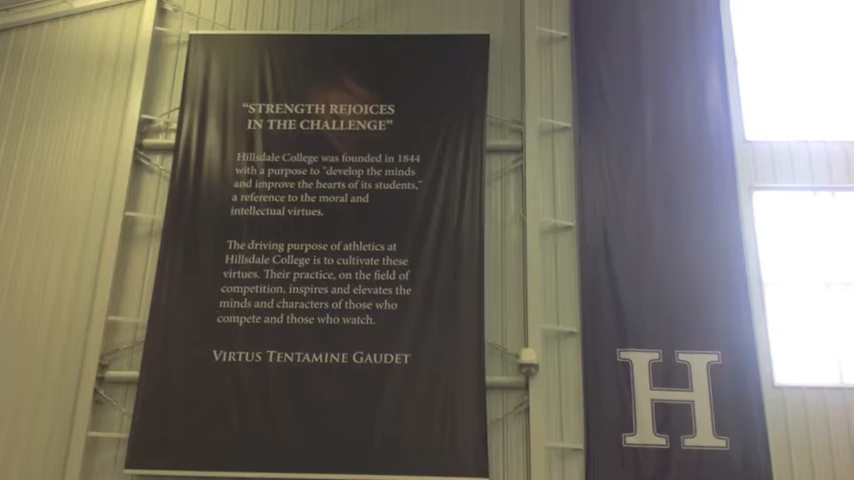 "STRENGTH REJOICES
IN THE CHALLENGE"
Hillsdale College was founded in 1844
with a purpose to "develop the minds
and improve the hearts of its students,"
a reference to the moral and
intellectual virtues.
The driving purpose of athletics at
Hillsdale College is to cultivate these
virtues. Their practice, on the field of
competition, inspires and elevates the
minds and characters of those who
compete and those who watch.
VIRTUS TENTAMINE GAUDET
H